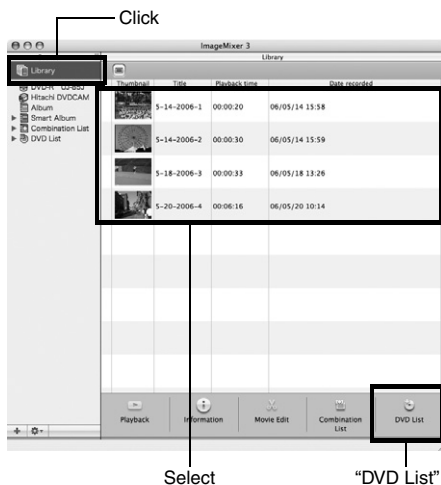 Click
ImageMixer 3
Library
Library
Thumbnail Title Playback time Date recorded
Hitachi DVDCAM
Album
Smart Album
Combination List
DVD List
5-14-2006-1 00:00:20 06/05/14 15:58
5-14-2006-2 00:00:30 06/05/14 15:59
5-18-2006-3 00:00:33 06/05/18 13:26
5-20-2006-4 00:06:16 06/05/20 10:14
Playback
Information
Movie Edit
Combination
List
DVD List
Select
“DVD List”